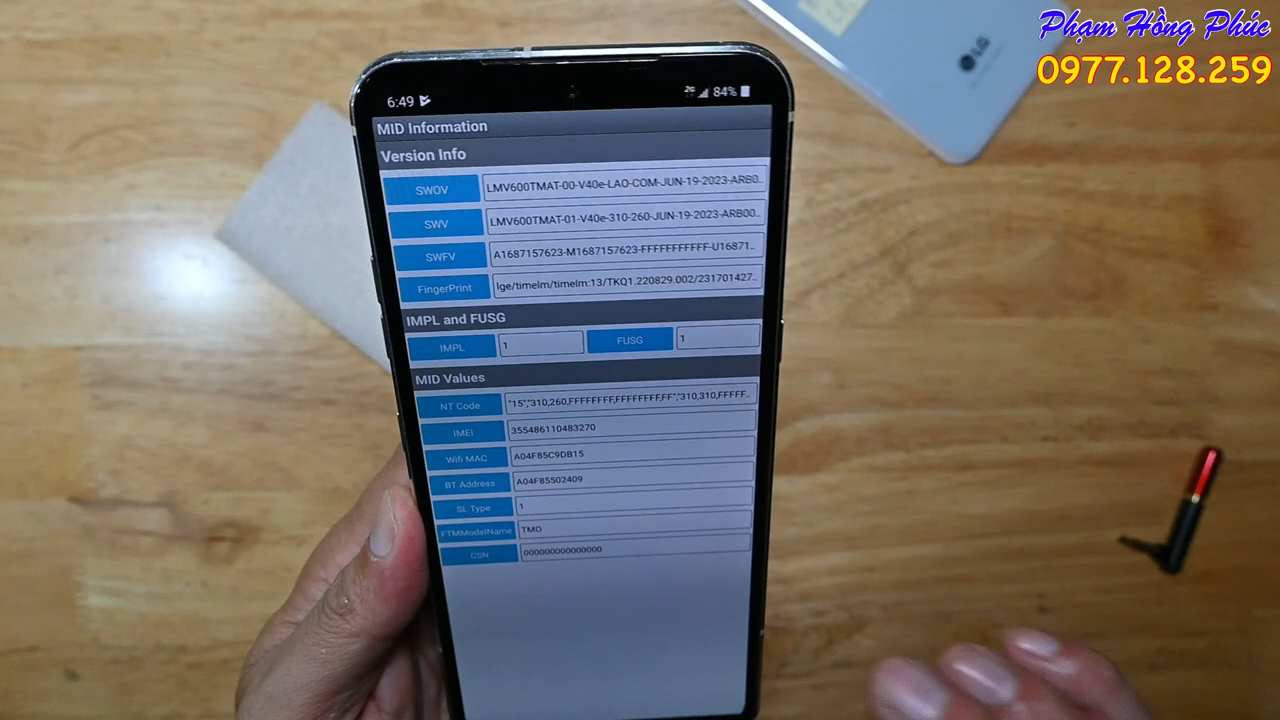 Phạm Hồng Phúc
0977.128.259
LG
6:49
84%
MID Information
Version Info
SWOV LMV600TMAT-00-V40e-LAO-COM-JUN-19-2023-ARB0..
SWV LMV600TMAT-01-V40e-310-260-JUN-19-2023-ARB00..
SWFV A1687157623-M1687157623-FFFFFFFFFFF-U16871..
FingerPrint lge/timelm/timelm:13/TKQ1.220829.002/231701427..
IMPL and FUSG
IMPL 1 FUSG 1
MID Values
NT Code "15","310,260,FFFFFFFF,FFFFFFFF,FF","310,310,FFFFF..
IMEI 355486110483270
Wifi MAC A04F85C9DB15
BT Address A04F85502409
SL Type 1
FTMModelName TMO
CSN 000000000000000